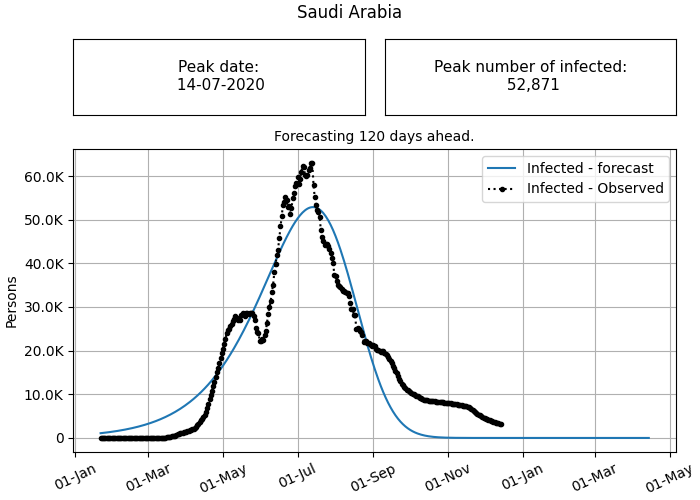 Saudi Arabia
Peak date:
14-07-2020
Peak number of infected:
52,871
Forecasting 120 days ahead.
Infected - forecast
Infected - Observed
Persons
60.0K
50.0K
40.0K
30.0K
20.0K
10.0K
0
01-Jan
01-Mar
01-May
01-Jul
01-Sep
01-Nov
01-Jan
01-Mar
01-May